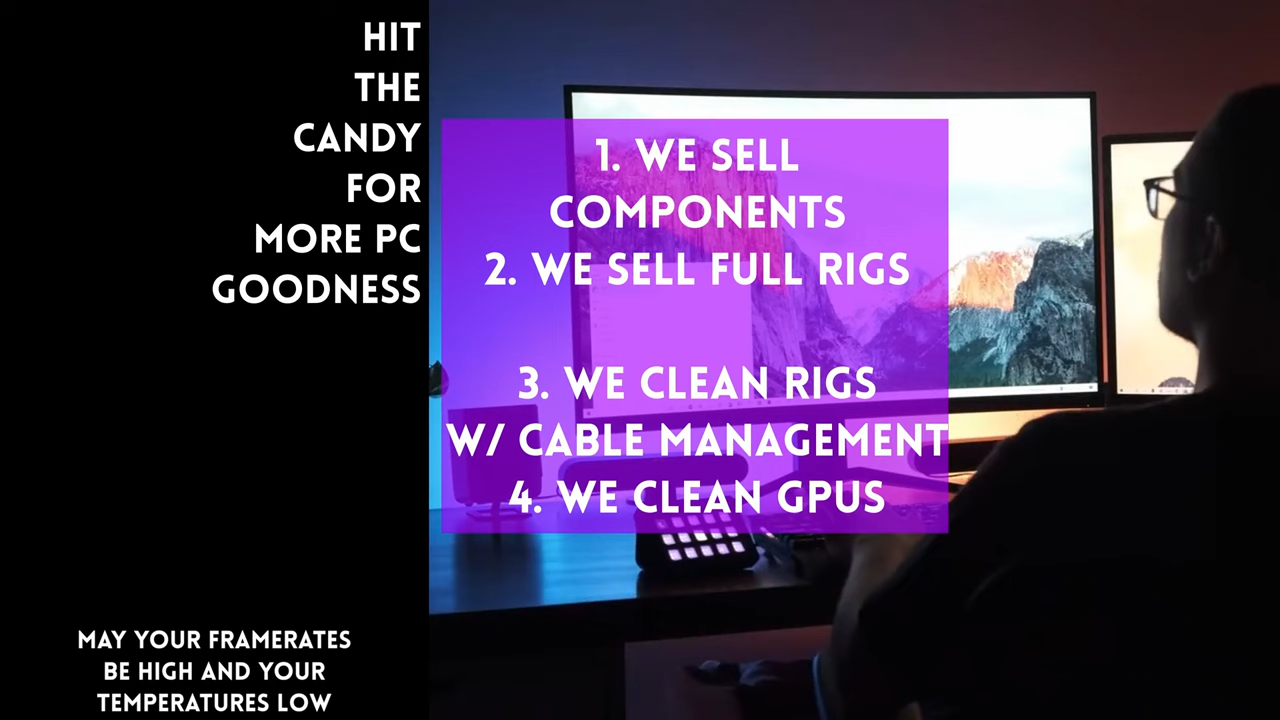 HIT
THE
CANDY
FOR
MORE PC
GOODNESS
1. WE SELL
COMPONENTS
2. WE SELL FULL RIGS
3. WE CLEAN RIGS
W/ CABLE MANAGEMENT
4. WE CLEAN GPUS
MAY YOUR FRAMERATES
BE HIGH AND YOUR
TEMPERATURES LOW